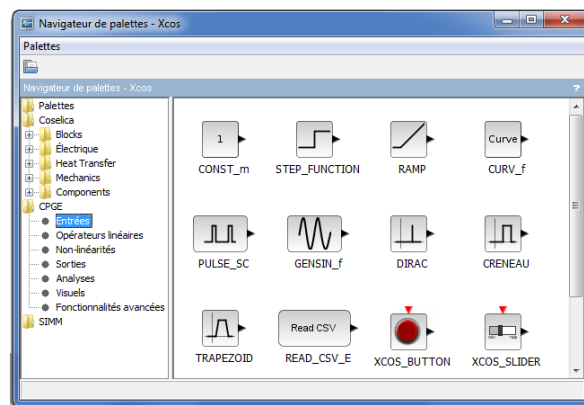 Navigateur de palettes - Xcos
Palettes
Navigateur de palettes - Xcos ?
Palettes
Coselica
Blocks
Électrique
Heat Transfer
Mechanics
Components
CPGE
Entrées
Opérateurs linéaires
Non-linéarités
Sorties
Analyses
Visuels
Fonctionnalités avancées
SIMM
1
Curve
CONST_m STEP_FUNCTION RAMP CURV_f
PULSE_SC GENSIN_f DIRAC CRENEAU
Read CSV
min max
TRAPEZOID READ_CSV_E XCOS_BUTTON XCOS_SLIDER